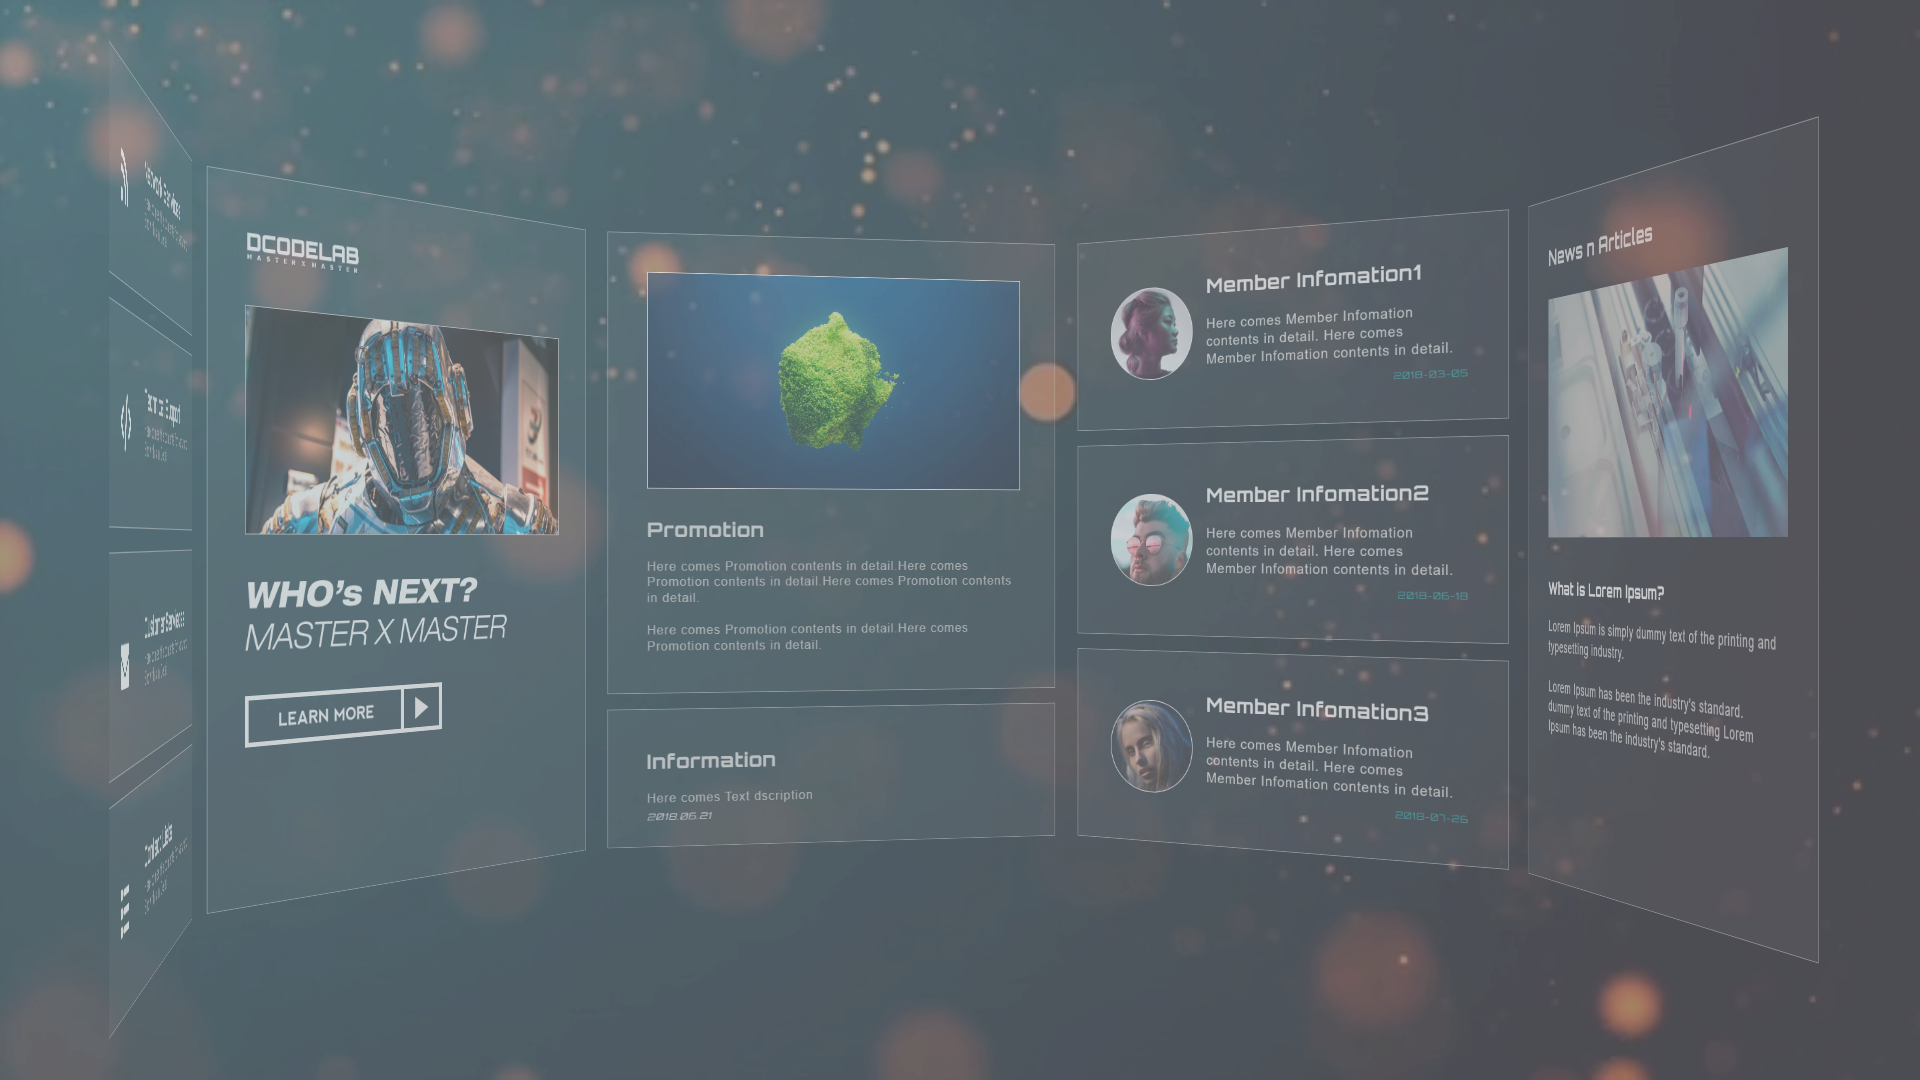 Network Services
Technical Support
Customer Services
DCODELAB
MASTER X MASTER
WHO's NEXT?
MASTER X MASTER
LEARN MORE
Promotion
Here comes Promotion contents in detail.Here comes
Promotion contents in detail.Here comes Promotion contents
in detail.
Here comes Promotion contents in detail.Here comes
Promotion contents in detail.
Information
Here comes Text dscription
2018.06.21
Member Infomation1
Here comes Member Infomation
contents in detail. Here comes
Member Infomation contents in detail.
2018-03-05
Member Infomation2
Here comes Member Infomation
contents in detail. Here comes
Member Infomation contents in detail.
2018-06-18
Member Infomation3
Here comes Member Infomation
contents in detail. Here comes
Member Infomation contents in detail.
2018-07-26
News n Articles
What is Lorem Ipsum?
Lorem Ipsum is simply dummy text of the printing and
typesetting industry.
Lorem Ipsum has been the industry's standard.
dummy text of the printing and typesetting Lorem
Ipsum has been the industry's standard.